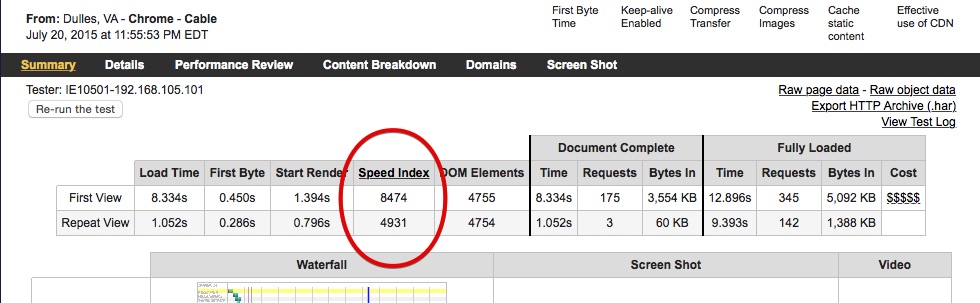 From: Dulles, VA - Chrome - Cable
July 20, 2015 at 11:55:53 PM EDT
First Byte Time
Keep-alive Enabled
Compress Transfer
Compress Images
Cache static content
Effective use of CDN
Summary Details Performance Review Content Breakdown Domains Screen Shot
Tester: IE10501-192.168.105.101
Re-run the test
Raw page data - Raw object data
Export HTTP Archive (.har)
View Test Log
Document Complete Fully Loaded
Load Time First Byte Start Render Speed Index DOM Elements Time Requests Bytes In Time Requests Bytes In Cost
First View 8.334s 0.450s 1.394s 8474 4755 8.334s 175 3,554 KB 12.896s 345 5,092 KB $$$$$
Repeat View 1.052s 0.286s 0.796s 4931 4754 1.052s 3 60 KB 9.393s 142 1,388 KB
Waterfall Screen Shot Video